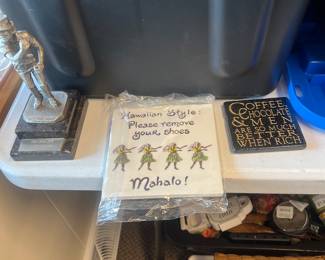 Hawaiian Style:
Please remove
your shoes
Mahalo!
COFFEE,
CHOCOLATE
& MEN
ARE SO MUCH
BETTER
WHEN RICH